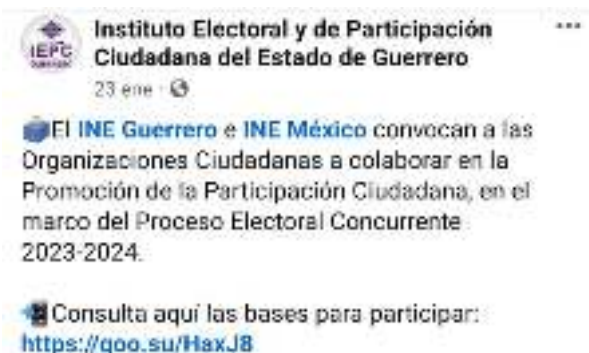 Instituto Electoral y de Participación
Ciudadana del Estado de Guerrero
IEPC
23 ene
El INE Guerrero e INE México convocan a las
Organizaciones Ciudadanas a colaborar en la
Promoción de la Participación Ciudadana, en el
marco del Proceso Electoral Concurrente
2023-2024.
Consulta aquí las bases para participar:
https://goo.su/HaxJ8